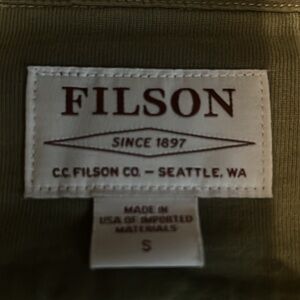 FILSON
SINCE 1897
C.C. FILSON CO. – SEATTLE, WA
MADE IN
USA OF IMPORTED
MATERIALS
S